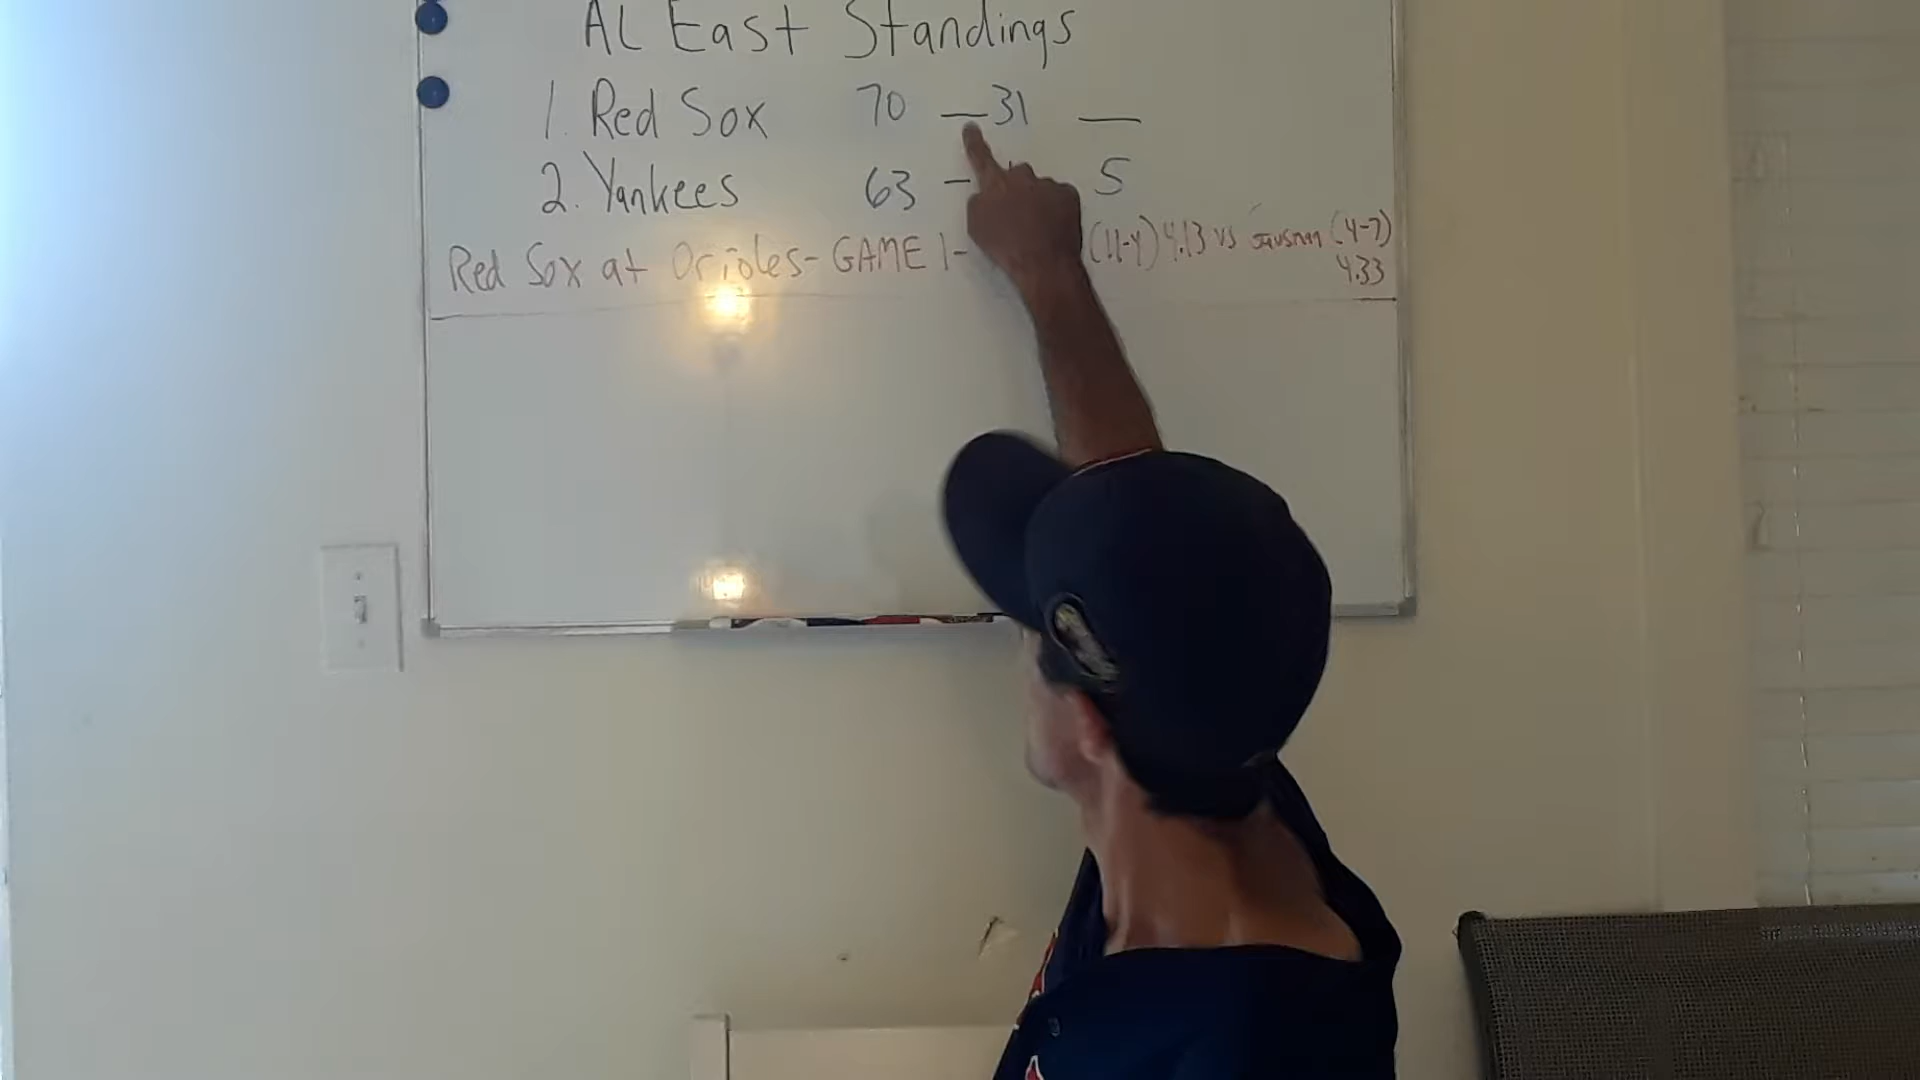 AL East Standings
1. Red Sox 70 —31 —
2. Yankees 63 – 5
Red Sox at Orioles- GAME 1- (11-4) 4.13 vs (4-7)
4.33